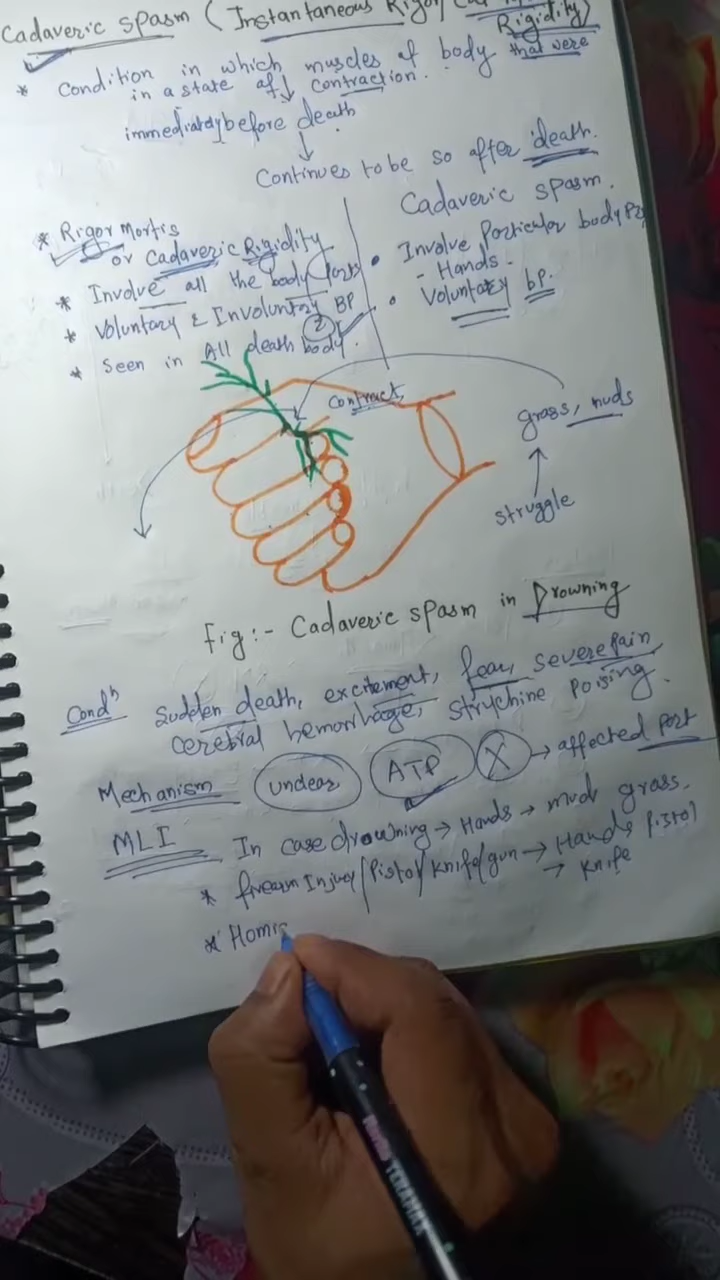 Cadaveric spasm (Instantaneous Rigor/
Rigidity)
* Condition in which muscles of body that were
in a state of contraction.
immediately before death
Continues to be so after death.
* Rigor Mortis
or Cadaveric Rigidity
* Involve all the body parts
* Voluntary & Involuntary BP
* Seen in All death body.
2
Cadaveric spasm.
• Involve Particular body
- Hands -
• Voluntary bp.
Contract
grass, muds
struggle
Fig:- Cadaveric spasm in Drowning
Condn Sudden death, excitement, fear, severe pain,
cerebral hemorrhage, strychine poising.
Mechanism unclear ATP X → affected Part
MLI In case drowning → Hands → mud grass.
* firearm Injury/Pistol/knife/gun → Hands Pistol
→ knife
* Homi